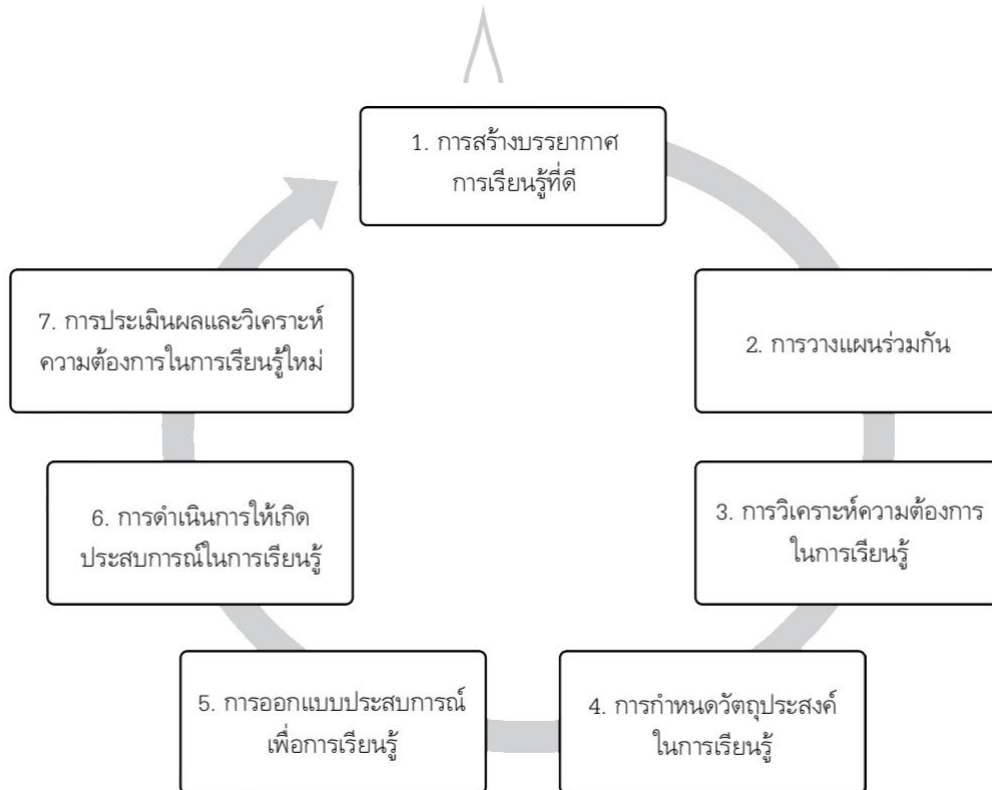 1. การสร้างบรรยากาศ
การเรียนรู้ที่ดี
2. การวางแผนร่วมกัน
3. การวิเคราะห์ความต้องการ
ในการเรียนรู้
4. การกำหนดวัตถุประสงค์
ในการเรียนรู้
5. การออกแบบประสบการณ์
เพื่อการเรียนรู้
6. การดำเนินการให้เกิด
ประสบการณ์ในการเรียนรู้
7. การประเมินผลและวิเคราะห์
ความต้องการในการเรียนรู้ใหม่